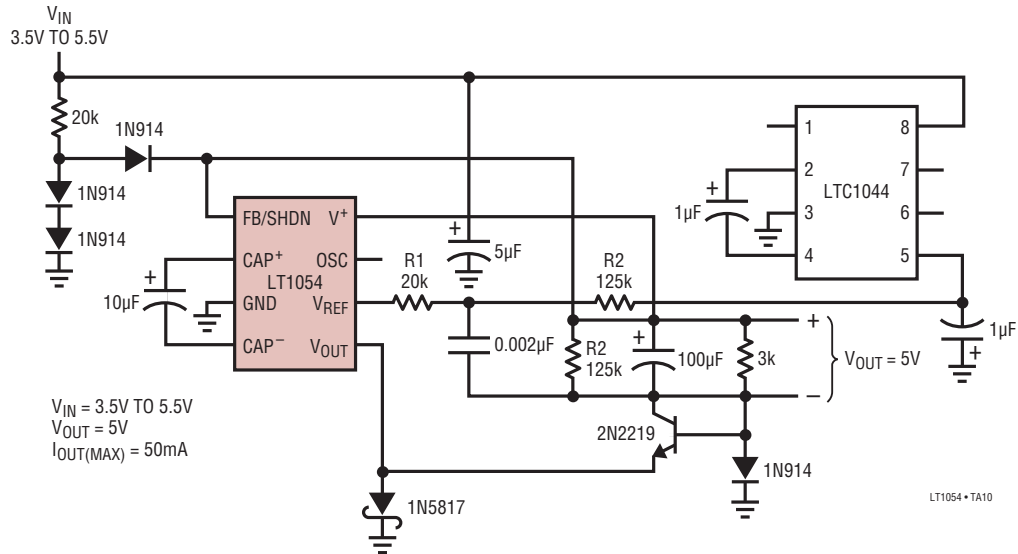 VIN
3.5V TO 5.5V
20k
1N914
1N914
1N914
FB/SHDN
V+
CAP+
OSC
LT1054
GND
VREF
CAP−
VOUT
+
10µF
+
5µF
R1
20k
R2
125k
0.002µF
R2
125k
+
100µF
3k
+
−
VOUT = 5V
1
2
3
4
8
7
6
5
LTC1044
+
1µF
1µF
+
2N2219
1N914
1N5817
VIN = 3.5V TO 5.5V
VOUT = 5V
IOUT(MAX) = 50mA
LT1054 • TA10